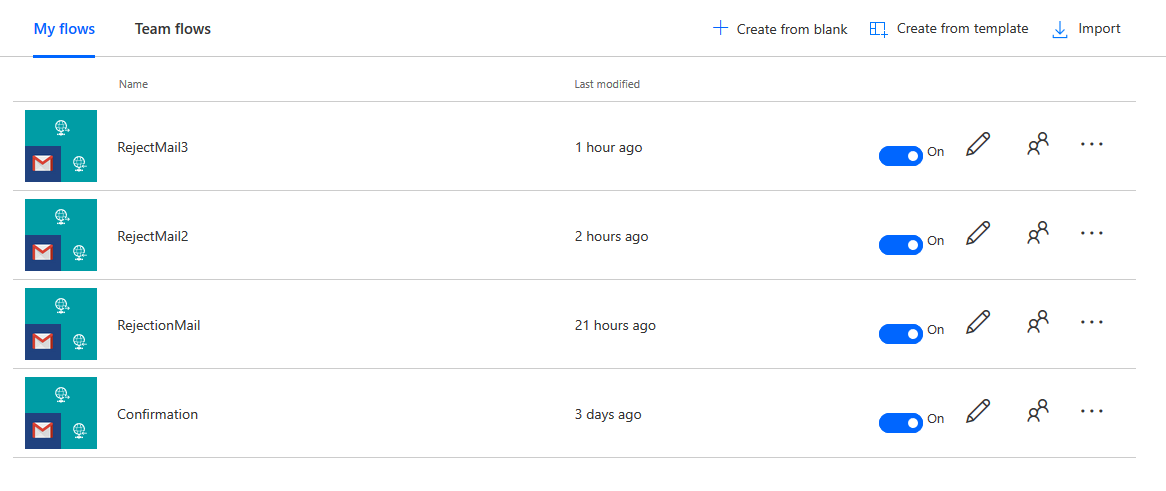 My flows Team flows Create from blank Create from template Import
Name Last modified
RejectMail3 1 hour ago On
RejectMail2 2 hours ago On
RejectionMail 21 hours ago On
Confirmation 3 days ago On